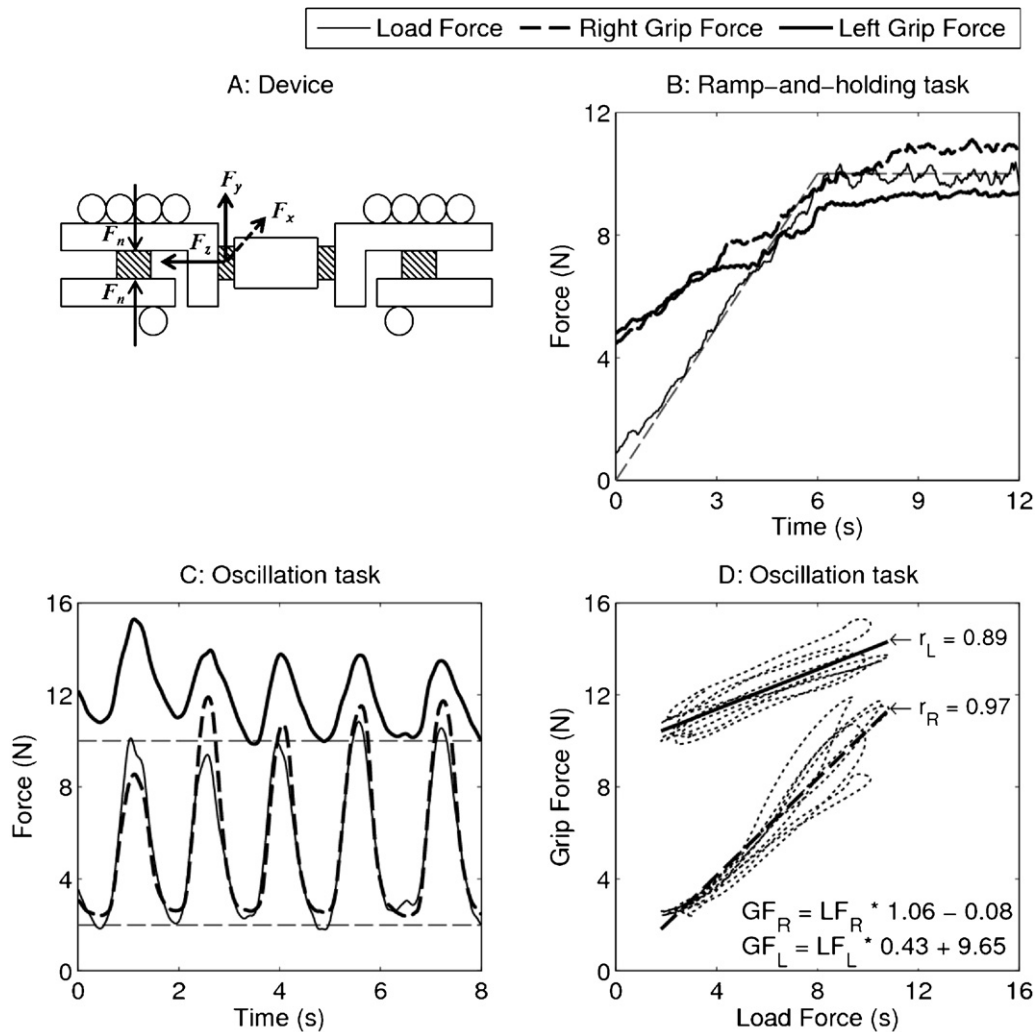 Load Force Right Grip Force Left Grip Force
A: Device
F_y
F_x
F_n
F_z
F_n
B: Ramp-and-holding task
12
8
4
0
Force (N)
0 3 6 9 12
Time (s)
C: Oscillation task
16
12
8
4
0
Force (N)
0 2 4 6 8
Time (s)
D: Oscillation task
16
12
8
4
0
Grip Force (N)
← r_L = 0.89
← r_R = 0.97
GF_R = LF_R * 1.06 − 0.08
GF_L = LF_L * 0.43 + 9.65
0 4 8 12 16
Load Force (s)